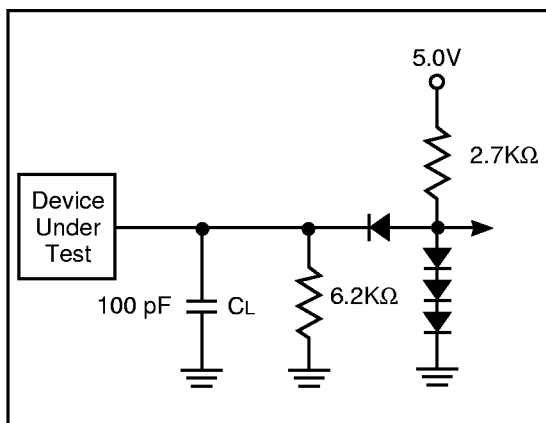 5.0V
2.7KΩ
Device
Under
Test
100 pF
CL
6.2KΩ